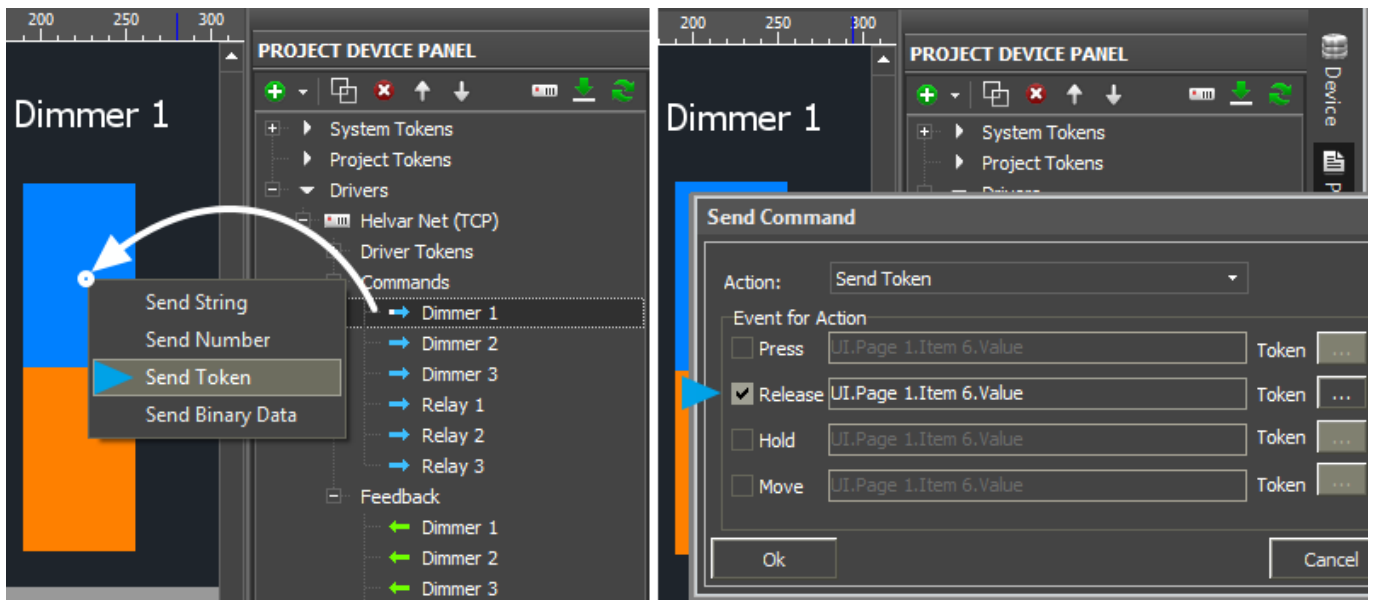 200 250 300
PROJECT DEVICE PANEL
Dimmer 1
System Tokens
Project Tokens
Drivers
Helvar Net (TCP)
Driver Tokens
Commands
Dimmer 1
Dimmer 2
Dimmer 3
Relay 1
Relay 2
Relay 3
Feedback
Dimmer 1
Dimmer 2
Dimmer 3
Send String
Send Number
Send Token
Send Binary Data
200 250 300
PROJECT DEVICE PANEL
Dimmer 1
System Tokens
Project Tokens
Drivers
Device
P
Send Command
Action: Send Token
Event for Action
Press UI.Page 1.Item 6.Value Token ...
Release UI.Page 1.Item 6.Value Token ...
Hold UI.Page 1.Item 6.Value Token ...
Move UI.Page 1.Item 6.Value Token ...
Ok Cancel